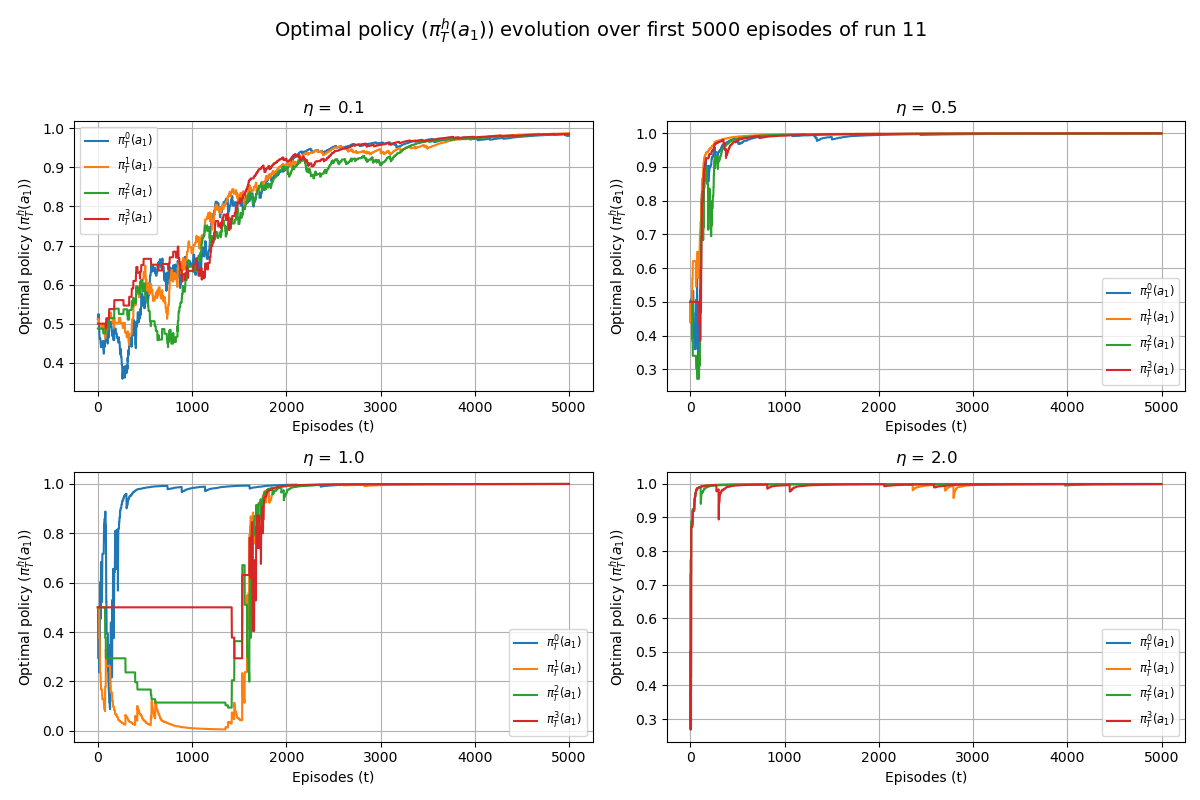 Optimal policy (π_T^h(a_1)) evolution over first 5000 episodes of run 11
η = 0.1
Optimal policy (π_T^h(a_1))
1.0
0.9
0.8
0.7
0.6
0.5
0.4
π_T^0(a_1)
π_T^1(a_1)
π_T^2(a_1)
π_T^3(a_1)
0 1000 2000 3000 4000 5000
Episodes (t)
η = 0.5
Optimal policy (π_T^h(a_1))
1.0
0.9
0.8
0.7
0.6
0.5
0.4
0.3
π_T^0(a_1)
π_T^1(a_1)
π_T^2(a_1)
π_T^3(a_1)
0 1000 2000 3000 4000 5000
Episodes (t)
η = 1.0
Optimal policy (π_T^h(a_1))
1.0
0.8
0.6
0.4
0.2
0.0
π_T^0(a_1)
π_T^1(a_1)
π_T^2(a_1)
π_T^3(a_1)
0 1000 2000 3000 4000 5000
Episodes (t)
η = 2.0
Optimal policy (π_T^h(a_1))
1.0
0.9
0.8
0.7
0.6
0.5
0.4
0.3
π_T^0(a_1)
π_T^1(a_1)
π_T^2(a_1)
π_T^3(a_1)
0 1000 2000 3000 4000 5000
Episodes (t)